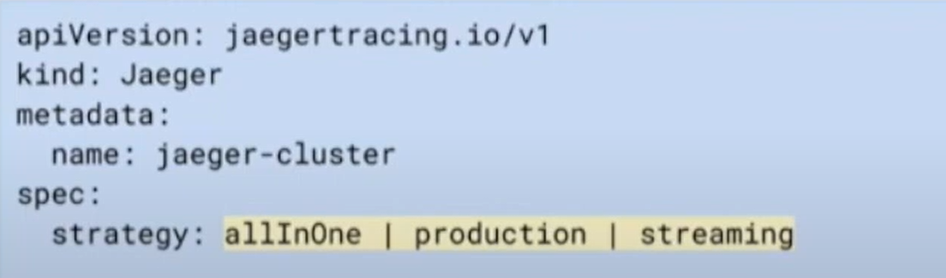 apiVersion: jaegertracing.io/v1
kind: Jaeger
metadata:
  name: jaeger-cluster
spec:
  strategy: allInOne | production | streaming